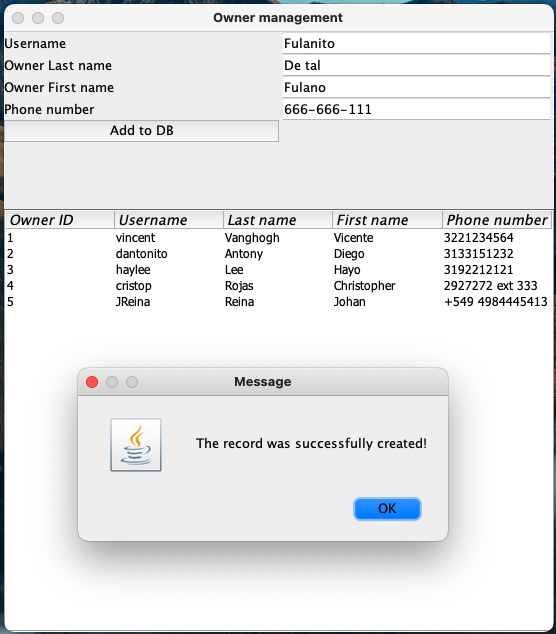 Owner management
Username Fulanito
Owner Last name De tal
Owner First name Fulano
Phone number 666-666-111
Add to DB
Owner ID Username Last name First name Phone number
1 vincent Vanghogh Vicente 3221234564
2 dantonito Antony Diego 3133151232
3 haylee Lee Hayo 3192212121
4 cristop Rojas Christopher 2927272 ext 333
5 JReina Reina Johan +549 4984445413
Message
The record was successfully created!
OK